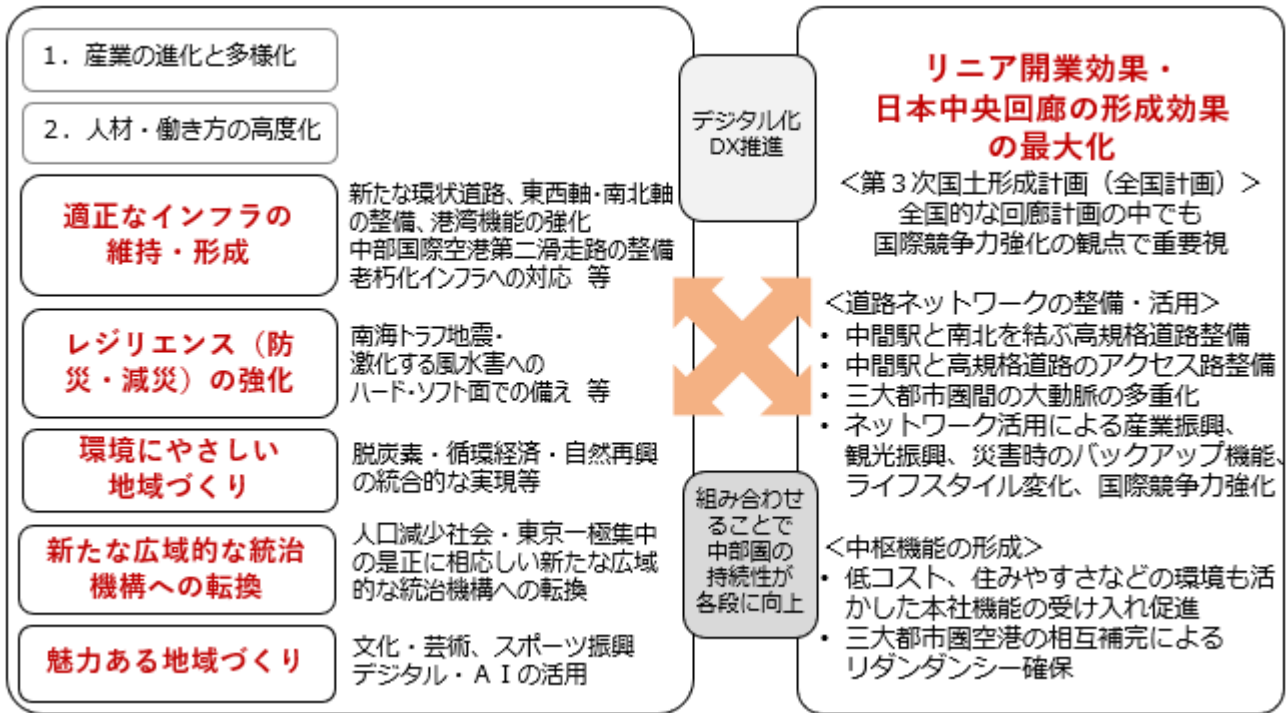 1. 産業の進化と多様化
2. 人材・働き方の高度化
適正なインフラの
維持・形成
新たな環状道路、東西軸・南北軸
の整備、港湾機能の強化
中部国際空港第二滑走路の整備
老朽化インフラへの対応 等
レジリエンス（防
災・減災）の強化
南海トラフ地震・
激化する風水害への
ハード・ソフト面での備え 等
環境にやさしい
地域づくり
脱炭素・循環経済・自然再興
の統合的な実現等
新たな広域的な統治
機構への転換
人口減少社会・東京一極集中
の是正に相応しい新たな広域
的な統治機構への転換
魅力ある地域づくり
文化・芸術、スポーツ振興
デジタル・ＡＩの活用
デジタル化
DX推進
組み合わせ
ることで
中部圏の
持続性が
各段に向上
リニア開業効果・
日本中央回廊の形成効果
の最大化
＜第３次国土形成計画（全国計画）＞
全国的な回廊計画の中でも
国際競争力強化の観点で重要視
＜道路ネットワークの整備・活用＞
• 中間駅と南北を結ぶ高規格道路整備
• 中間駅と高規格道路のアクセス路整備
• 三大都市圏間の大動脈の多重化
• ネットワーク活用による産業振興、
観光振興、災害時のバックアップ機能、
ライフスタイル変化、国際競争力強化
＜中枢機能の形成＞
• 低コスト、住みやすさなどの環境も活
かした本社機能の受け入れ促進
• 三大都市圏空港の相互補完による
リダンダンシー確保